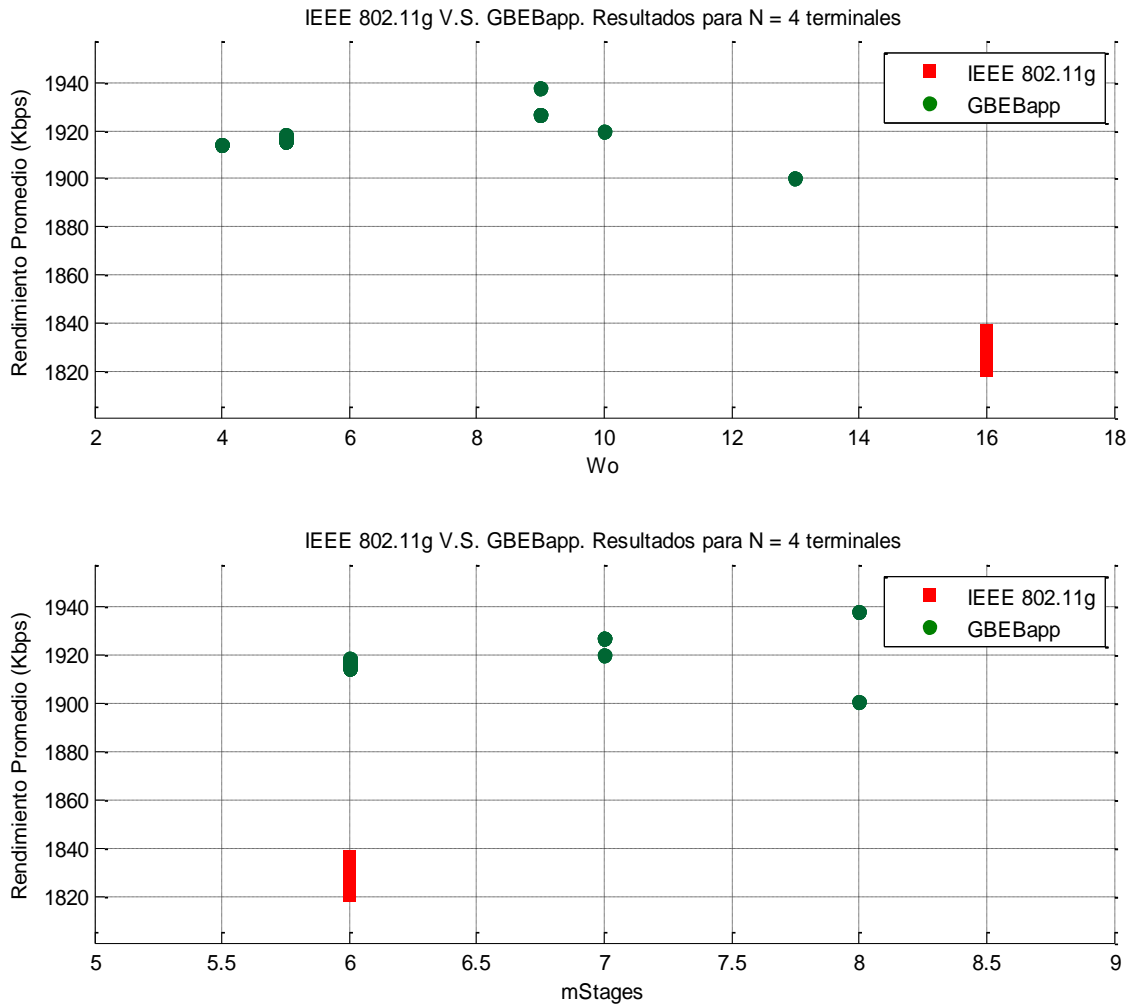 IEEE 802.11g V.S. GBEBapp. Resultados para N = 4 terminales
Rendimiento Promedio (Kbps)
1940
1920
1900
1880
1860
1840
1820
IEEE 802.11g
GBEBapp
2 4 6 8 10 12 14 16 18
Wo
IEEE 802.11g V.S. GBEBapp. Resultados para N = 4 terminales
Rendimiento Promedio (Kbps)
1940
1920
1900
1880
1860
1840
1820
IEEE 802.11g
GBEBapp
5 5.5 6 6.5 7 7.5 8 8.5 9
mStages